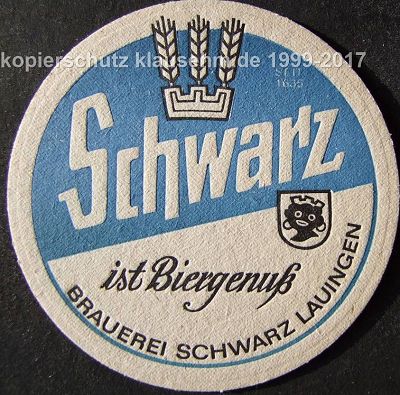 kopierschutz klausehm.de 1999-2017
SEIT
1635
Schwarz
ist Biergenuß
BRAUEREI SCHWARZ LAUINGEN